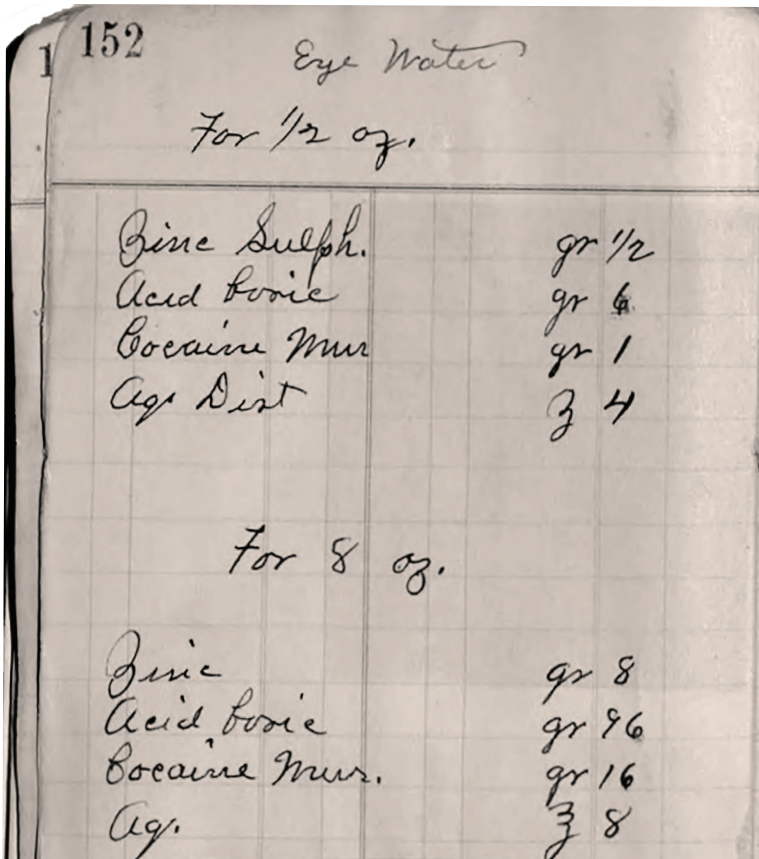 152
Eye Water
For 1/2 oz.
Zinc Sulph. gr 1/2
Acid boric gr 6
Cocaine Mur gr 1
Aq. Dist ʒ 4
For 8 oz.
Zinc gr 8
Acid boric gr 96
Cocaine Mur. gr 16
Aq. ℥ 8